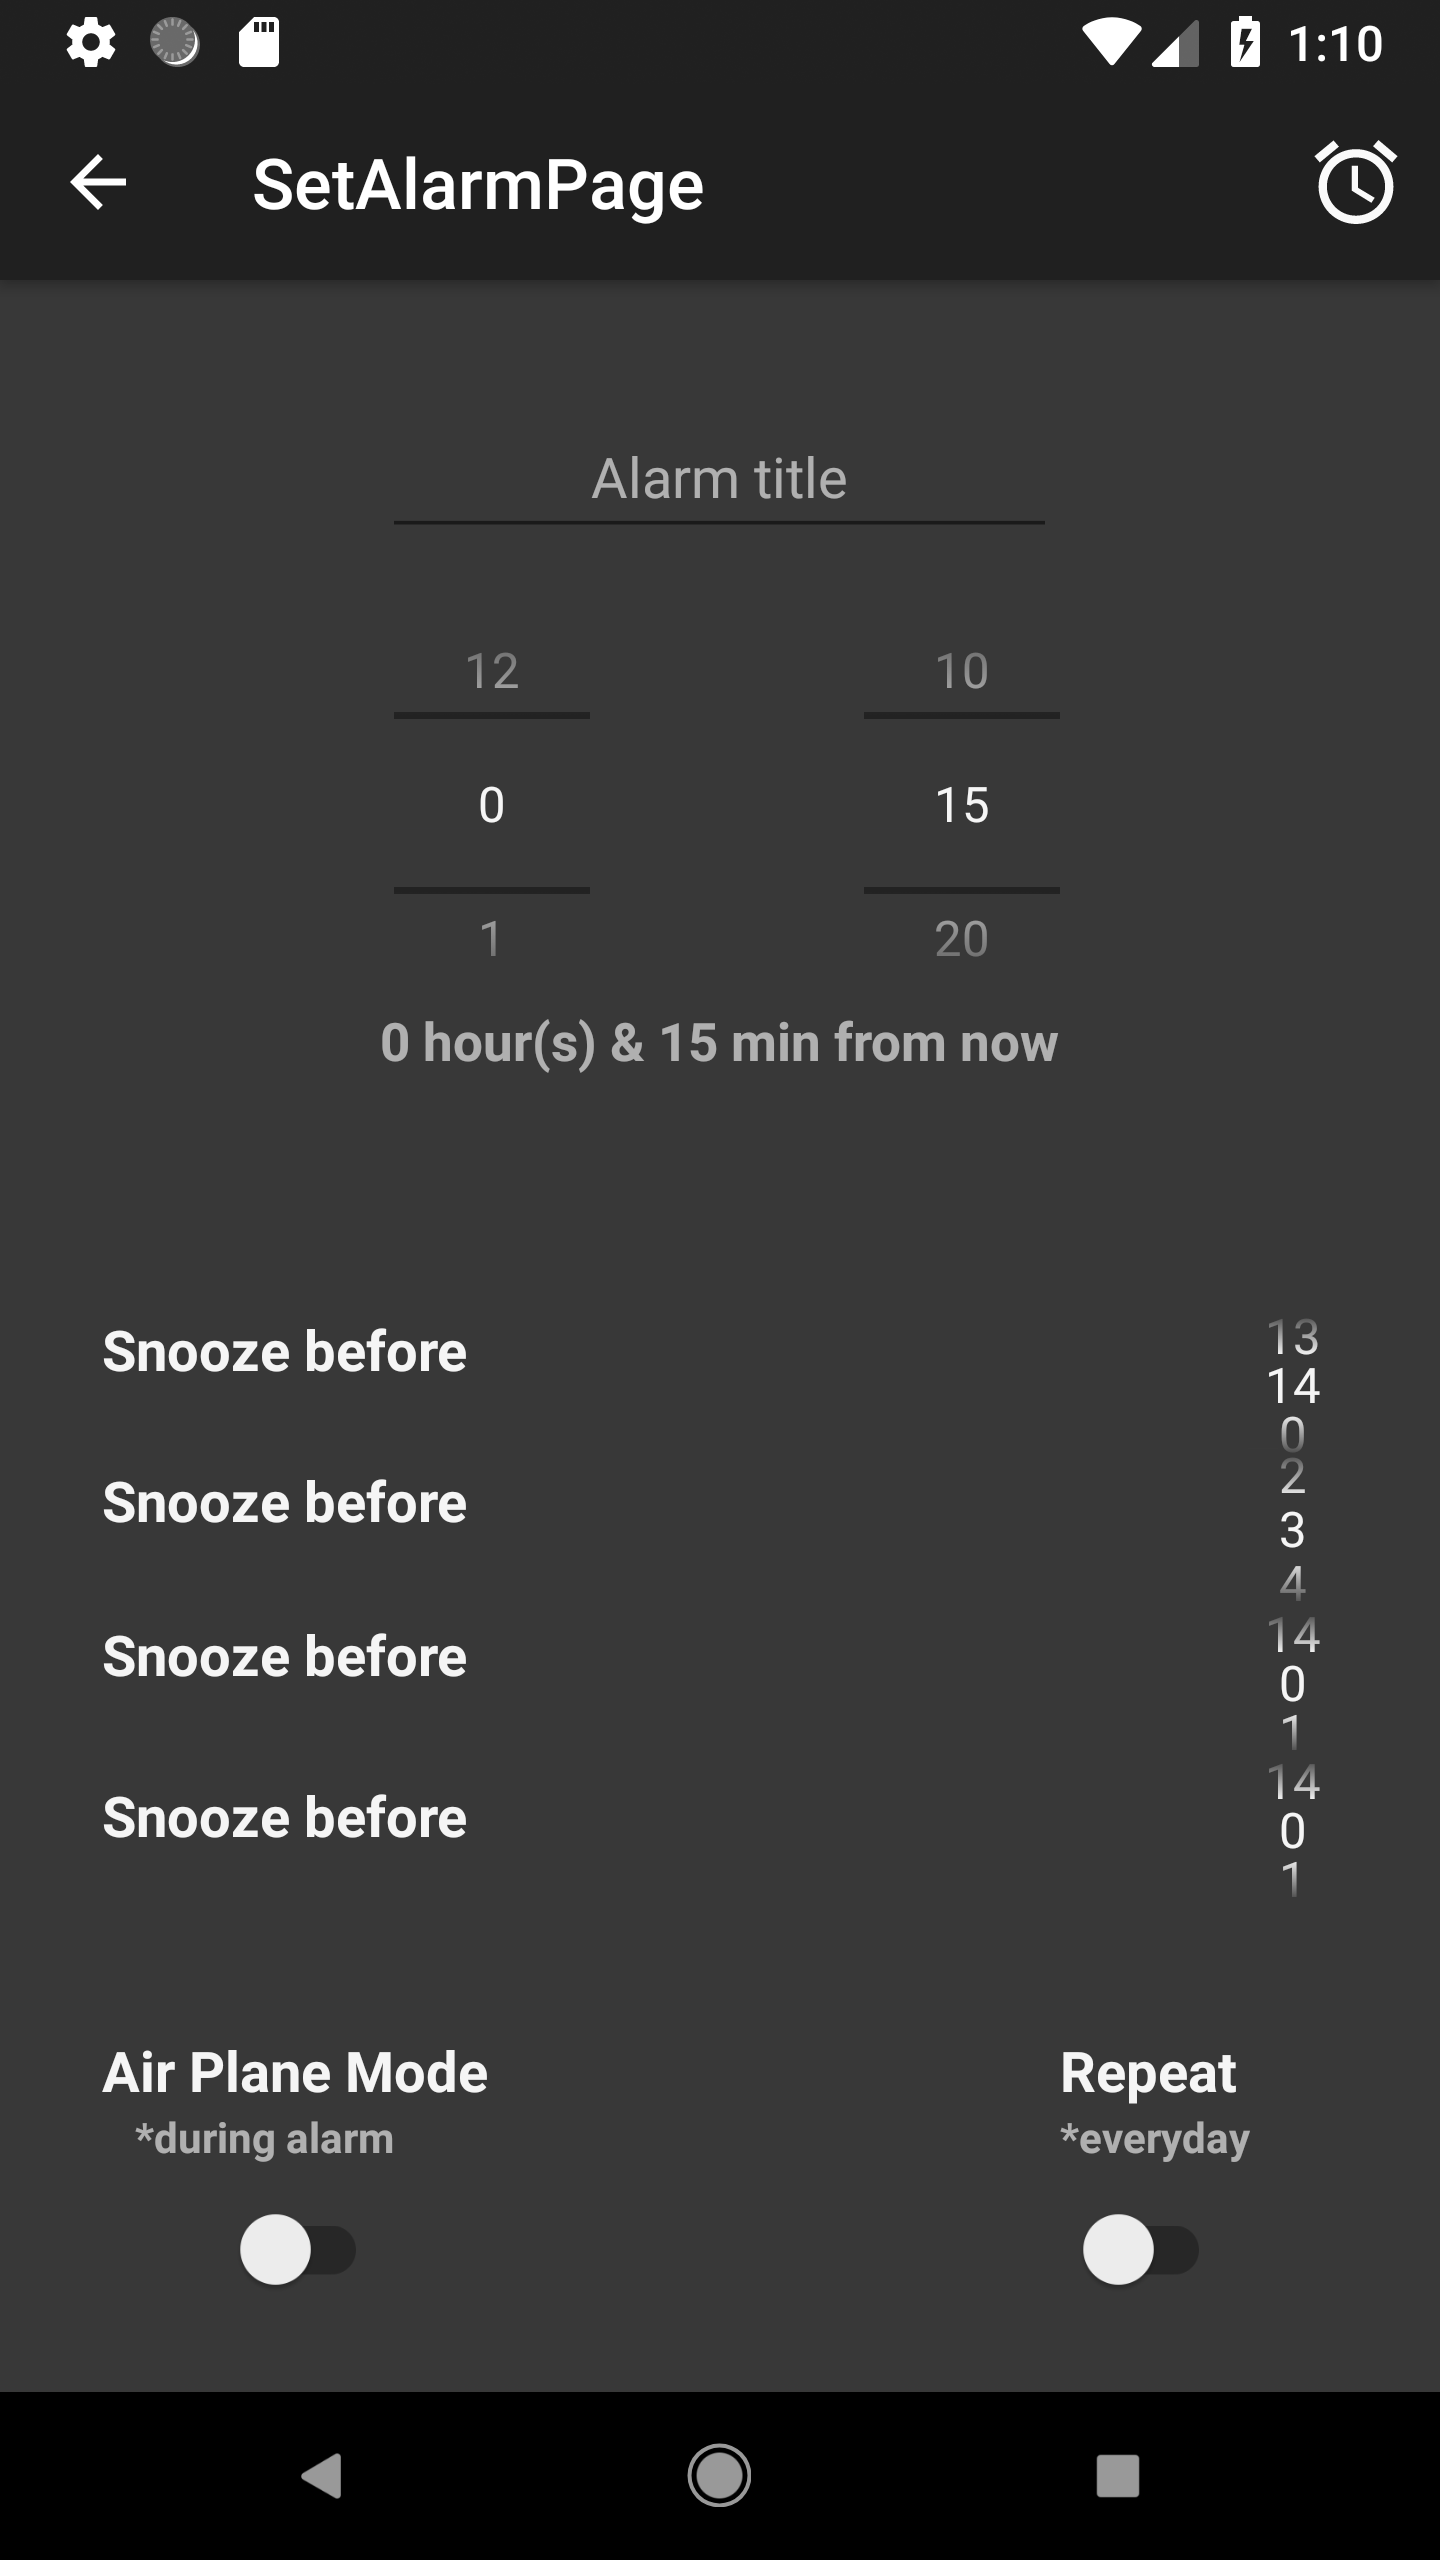 1:10
SetAlarmPage
Alarm title
12 10
0 15
1 20
0 hour(s) & 15 min from now
Snooze before
13
14
0
Snooze before
2
3
4
Snooze before
14
0
1
Snooze before
14
0
1
Air Plane Mode Repeat
*during alarm *everyday